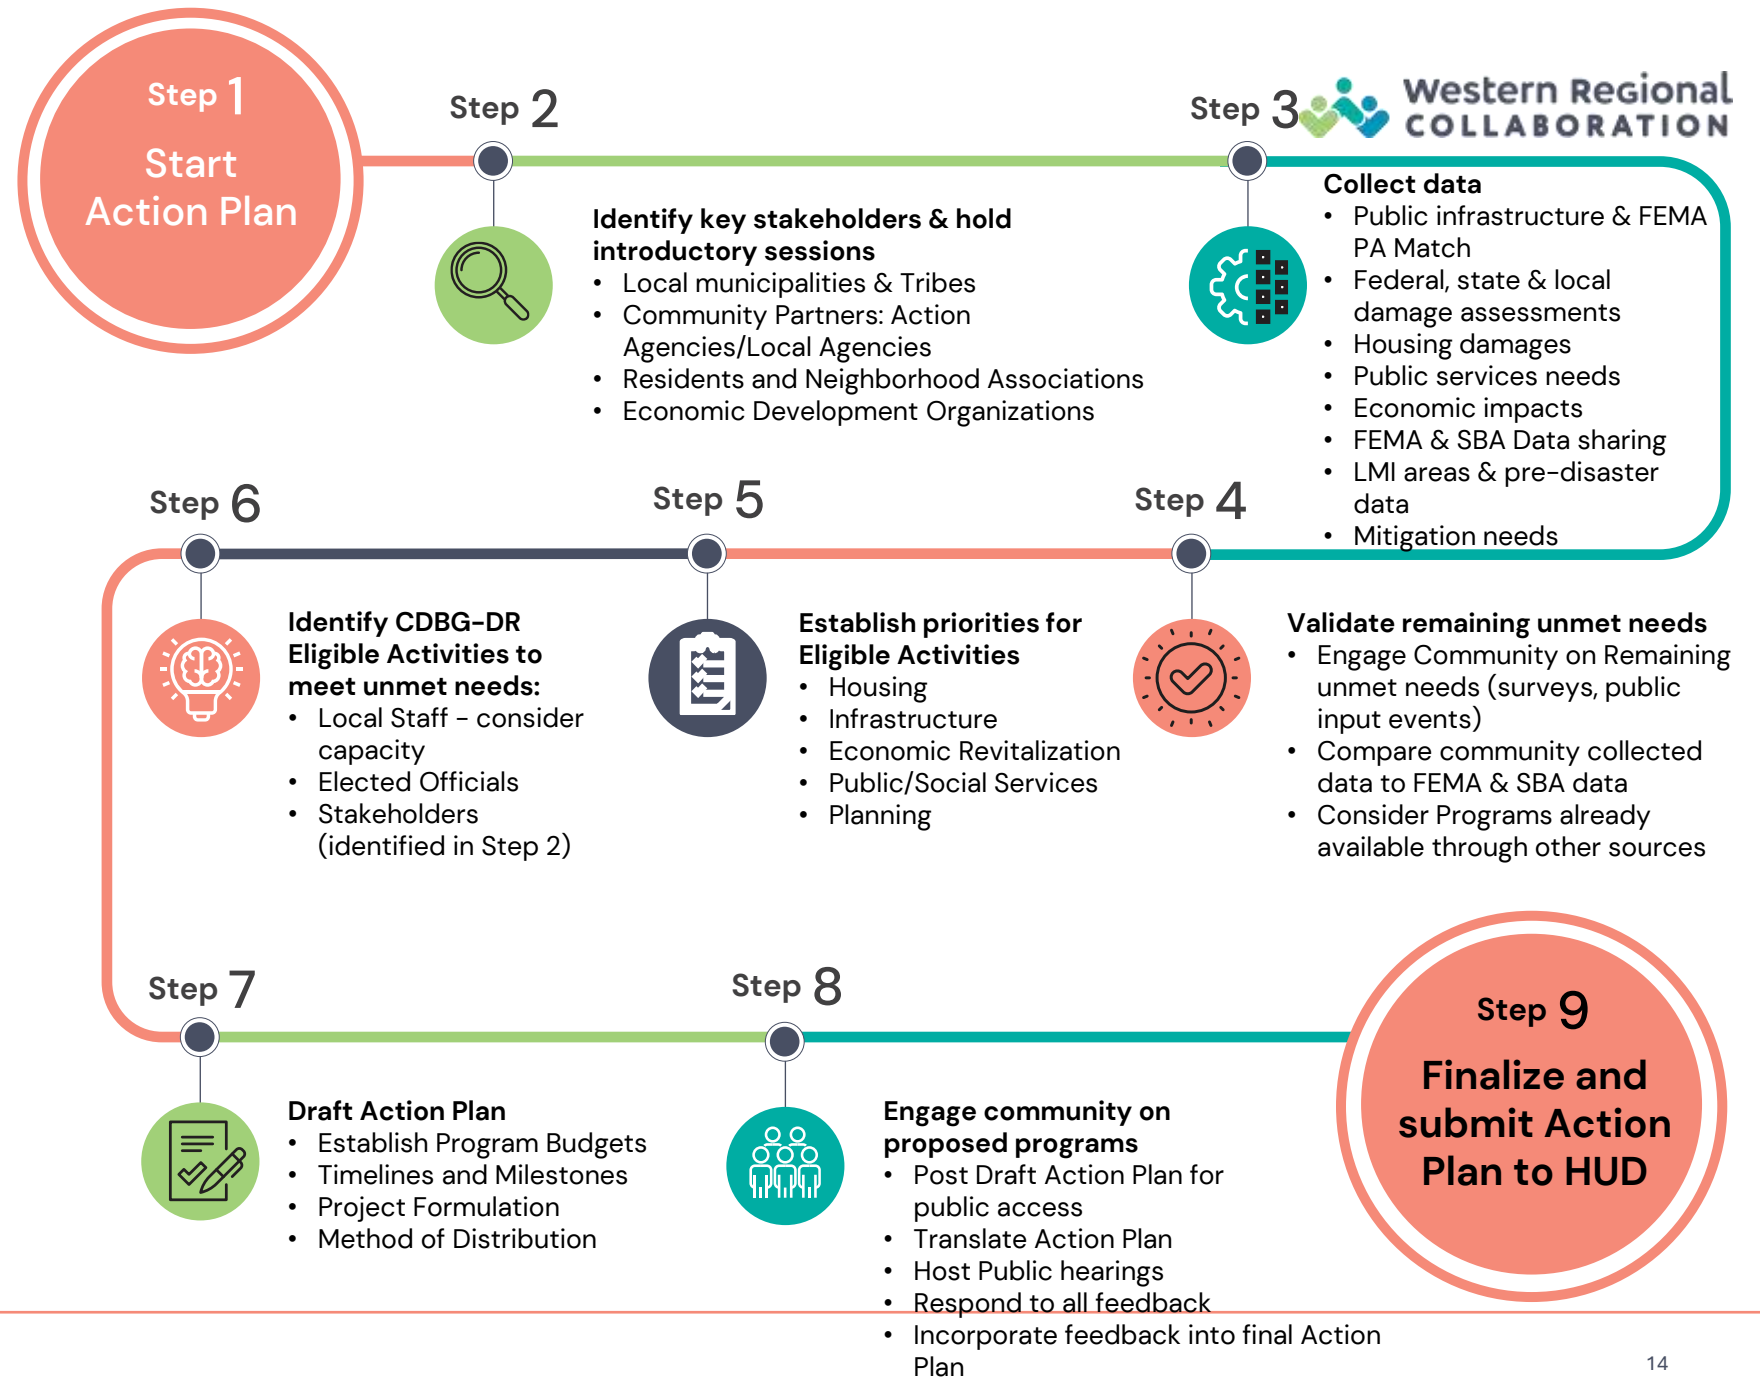 Step 1
Start
Action Plan
Step 2
Identify key stakeholders & hold
introductory sessions
• Local municipalities & Tribes
• Community Partners: Action
Agencies/Local Agencies
• Residents and Neighborhood Associations
• Economic Development Organizations
Step 3
Western Regional
COLLABORATION
Collect data
• Public infrastructure & FEMA
PA Match
• Federal, state & local
damage assessments
• Housing damages
• Public services needs
• Economic impacts
• FEMA & SBA Data sharing
• LMI areas & pre-disaster
data
• Mitigation needs
Step 4
Validate remaining unmet needs
• Engage Community on Remaining
unmet needs (surveys, public
input events)
• Compare community collected
data to FEMA & SBA data
• Consider Programs already
available through other sources
Step 5
Establish priorities for
Eligible Activities
• Housing
• Infrastructure
• Economic Revitalization
• Public/Social Services
• Planning
Step 6
Identify CDBG-DR
Eligible Activities to
meet unmet needs:
• Local Staff – consider
capacity
• Elected Officials
• Stakeholders
(identified in Step 2)
Step 7
Draft Action Plan
• Establish Program Budgets
• Timelines and Milestones
• Project Formulation
• Method of Distribution
Step 8
Engage community on
proposed programs
• Post Draft Action Plan for
public access
• Translate Action Plan
• Host Public hearings
• Respond to all feedback
• Incorporate feedback into final Action
Plan
Step 9
Finalize and
submit Action
Plan to HUD
14